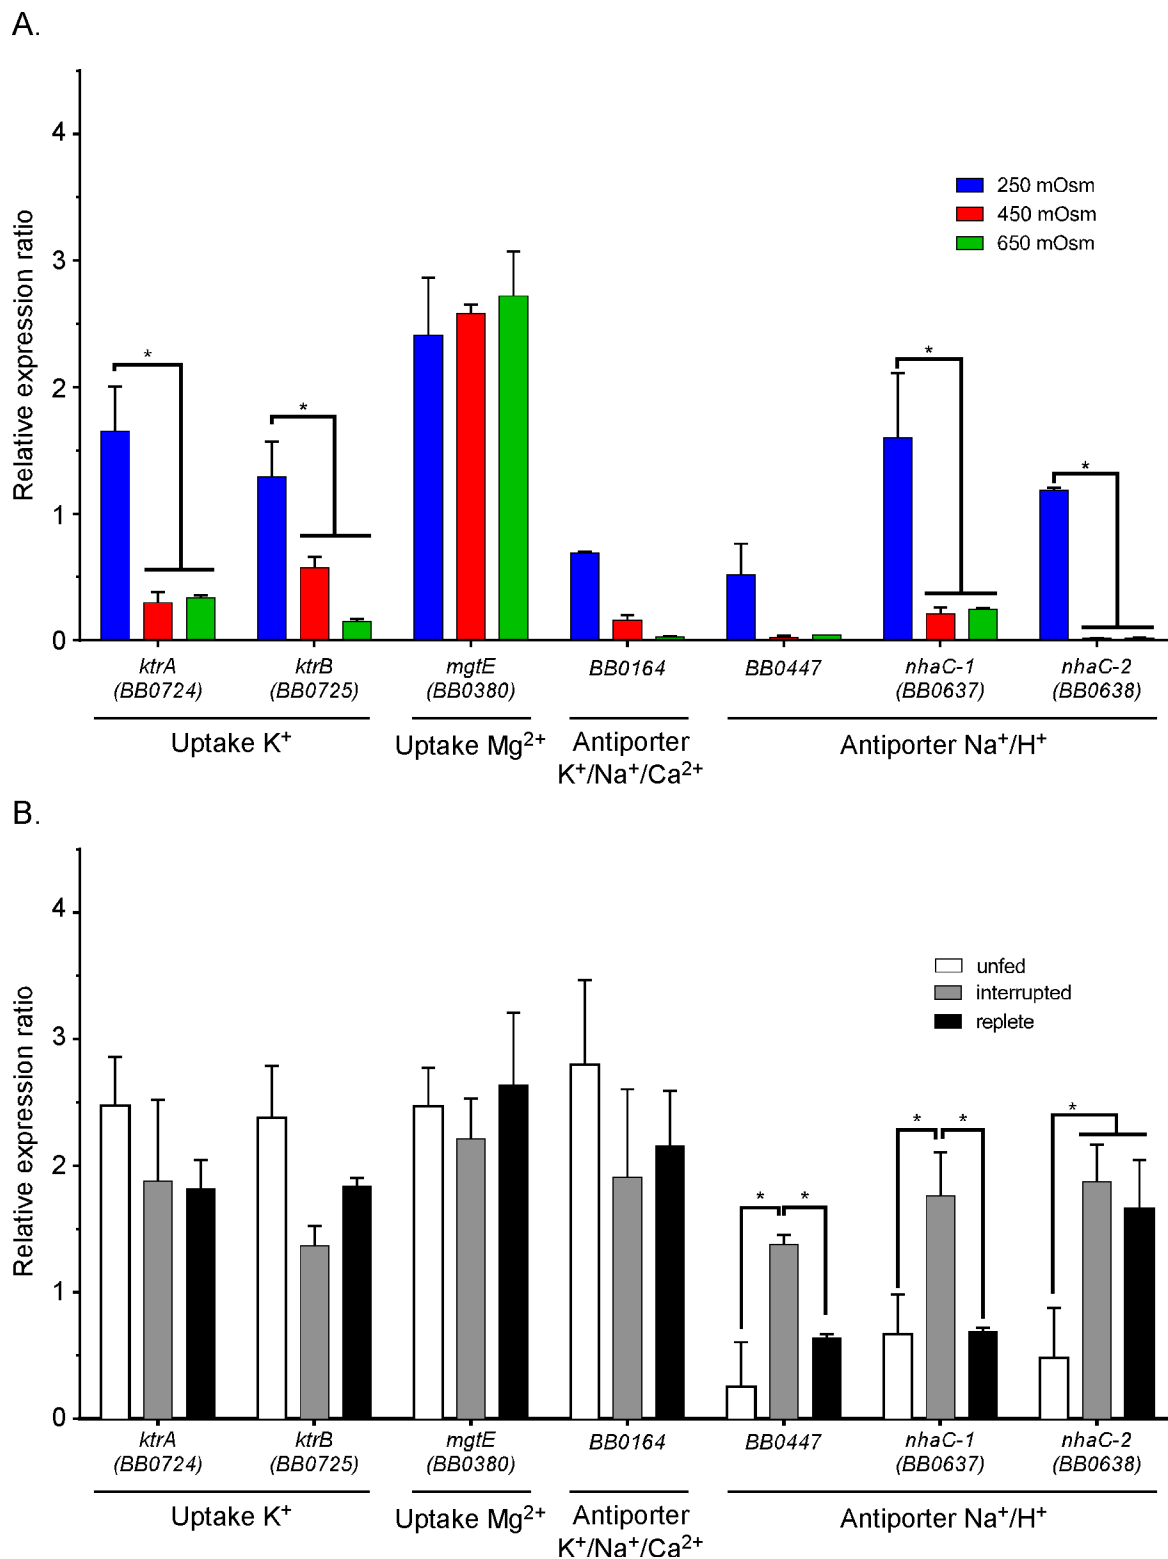 A.
Relative expression ratio
4
3
2
1
0
250 mOsm
450 mOsm
650 mOsm
* * * *
ktrA ktrB mgtE BB0164 BB0447 nhaC-1 nhaC-2
(BB0724) (BB0725) (BB0380) (BB0637) (BB0638)
Uptake K⁺ Uptake Mg²⁺ Antiporter Antiporter Na⁺/H⁺
K⁺/Na⁺/Ca²⁺
B.
Relative expression ratio
4
3
2
1
0
unfed
interrupted
replete
* * * * *
ktrA ktrB mgtE BB0164 BB0447 nhaC-1 nhaC-2
(BB0724) (BB0725) (BB0380) (BB0637) (BB0638)
Uptake K⁺ Uptake Mg²⁺ Antiporter Antiporter Na⁺/H⁺
K⁺/Na⁺/Ca²⁺